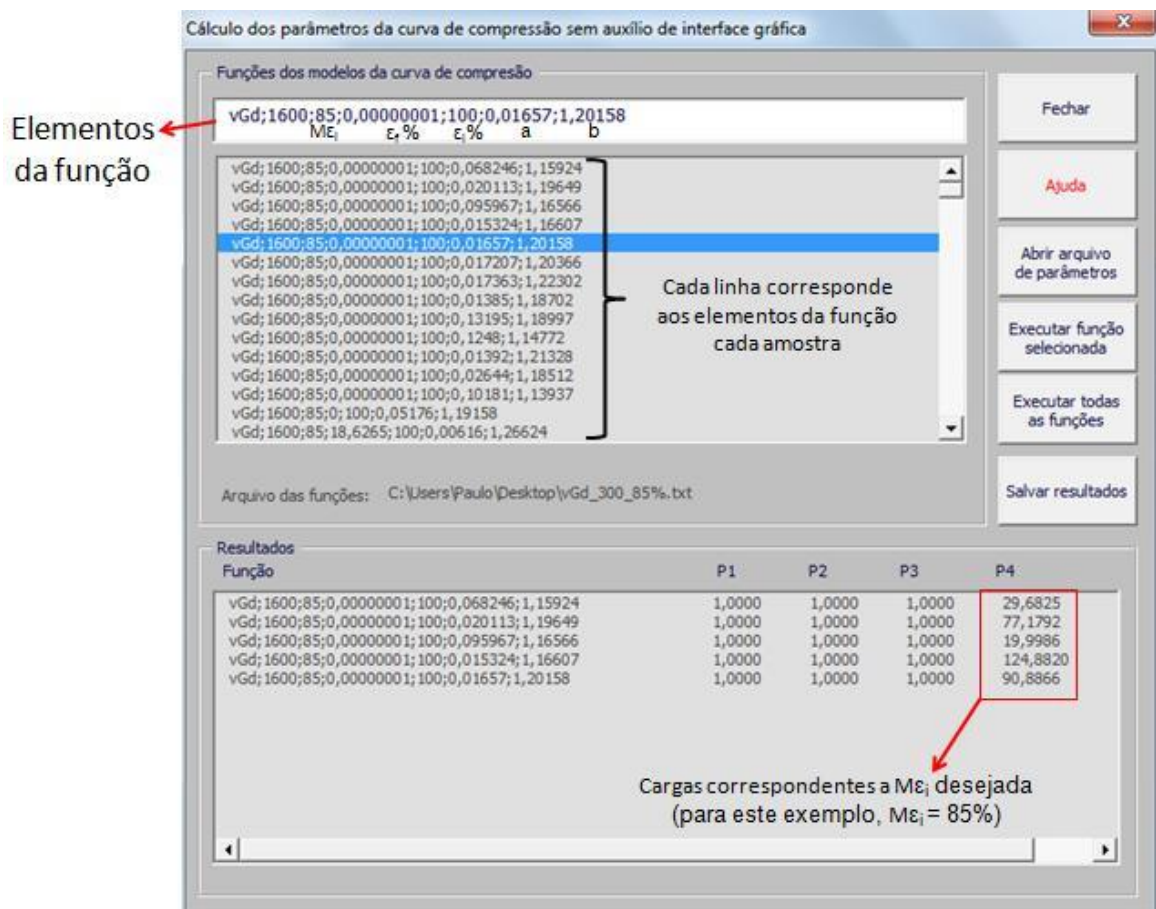 Cálculo dos parâmetros da curva de compressão sem auxílio de interface gráfica
Funções dos modelos da curva de compresão
vGd;1600;85;0,00000001;100;0,01657;1,20158
Mεᵢ εf% εᵢ% a b
Elementos
da função
vGd;1600;85;0,00000001;100;0,068246;1,15924
vGd;1600;85;0,00000001;100;0,020113;1,19649
vGd;1600;85;0,00000001;100;0,095967;1,16566
vGd;1600;85;0,00000001;100;0,015324;1,16607
vGd;1600;85;0,00000001;100;0,01657;1,20158
vGd;1600;85;0,00000001;100;0,017207;1,20366
vGd;1600;85;0,00000001;100;0,017363;1,22302
vGd;1600;85;0,00000001;100;0,01385;1,18702
vGd;1600;85;0,00000001;100;0,13195;1,18997
vGd;1600;85;0,00000001;100;0,1248;1,14772
vGd;1600;85;0,00000001;100;0,01392;1,21328
vGd;1600;85;0,00000001;100;0,02644;1,18512
vGd;1600;85;0,00000001;100;0,10181;1,13937
vGd;1600;85;0;100;0,05176;1,19158
vGd;1600;85;18,6265;100;0,00616;1,26624
Cada linha corresponde
aos elementos da função
cada amostra
Arquivo das funções: C:\Users\Paulo\Desktop\vGd_300_85%.txt
Fechar
Ajuda
Abrir arquivo
de parâmetros
Executar função
selecionada
Executar todas
as funções
Salvar resultados
Resultados
Função P1 P2 P3 P4
vGd;1600;85;0,00000001;100;0,068246;1,15924 1,0000 1,0000 1,0000 29,6825
vGd;1600;85;0,00000001;100;0,020113;1,19649 1,0000 1,0000 1,0000 77,1792
vGd;1600;85;0,00000001;100;0,095967;1,16566 1,0000 1,0000 1,0000 19,9986
vGd;1600;85;0,00000001;100;0,015324;1,16607 1,0000 1,0000 1,0000 124,8820
vGd;1600;85;0,00000001;100;0,01657;1,20158 1,0000 1,0000 1,0000 90,8866
Cargas correspondentes a Mεᵢ desejada
(para este exemplo, Mεᵢ = 85%)